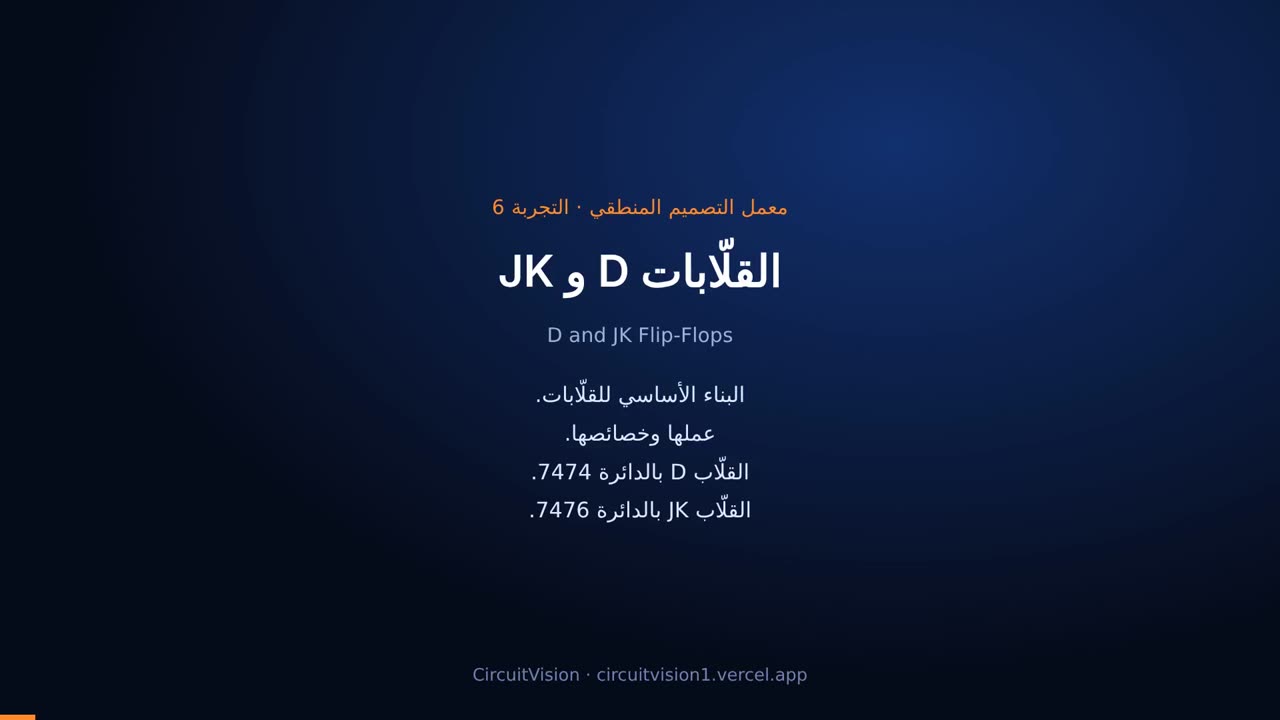 معمل التصميم المنطقي · التجربة 6
القلّابات D و JK
D and JK Flip-Flops
البناء الأساسي للقلّابات.
عملها وخصائصها.
القلّاب D بالدائرة 7474.
القلّاب JK بالدائرة 7476.
CircuitVision · circuitvision1.vercel.app